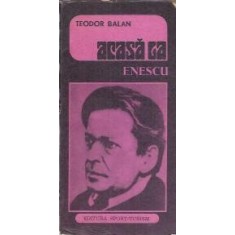 TEODOR BALAN
acasă la
ENESCU
EDITURA SPORT-TURISM